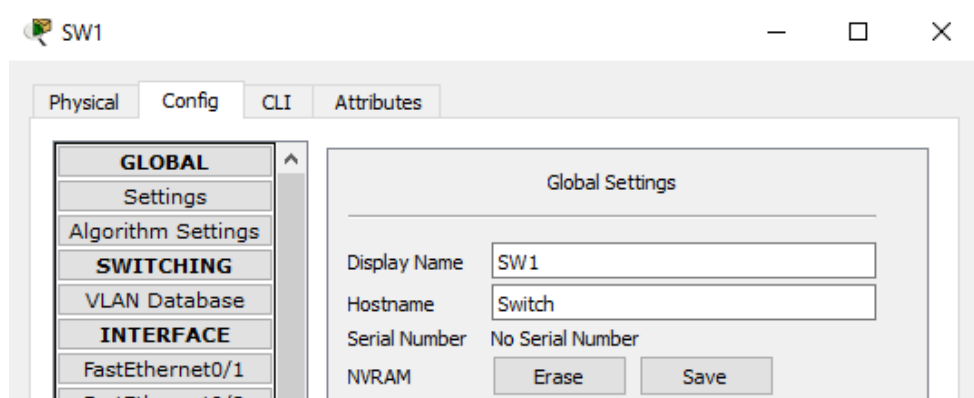 SW1
Physical Config CLI Attributes
GLOBAL
Settings
Algorithm Settings
SWITCHING
VLAN Database
INTERFACE
FastEthernet0/1
Global Settings
Display Name SW1
Hostname Switch
Serial Number No Serial Number
NVRAM Erase Save